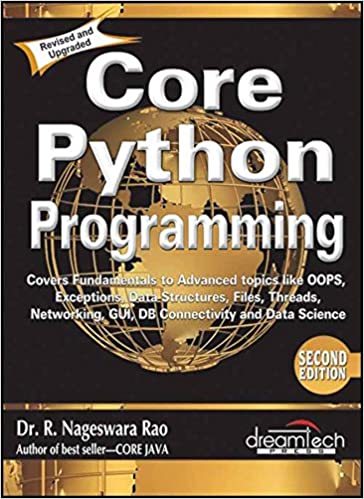 Revised and
Upgraded
Core
Python
Programming
Covers Fundamentals to Advanced topics like OOPS,
Exceptions, Data Structures, Files, Threads,
Networking, GUI, DB Connectivity and Data Science
SECOND
EDITION
Dr. R. Nageswara Rao
Author of best seller—CORE JAVA
dreamtech
PRESS